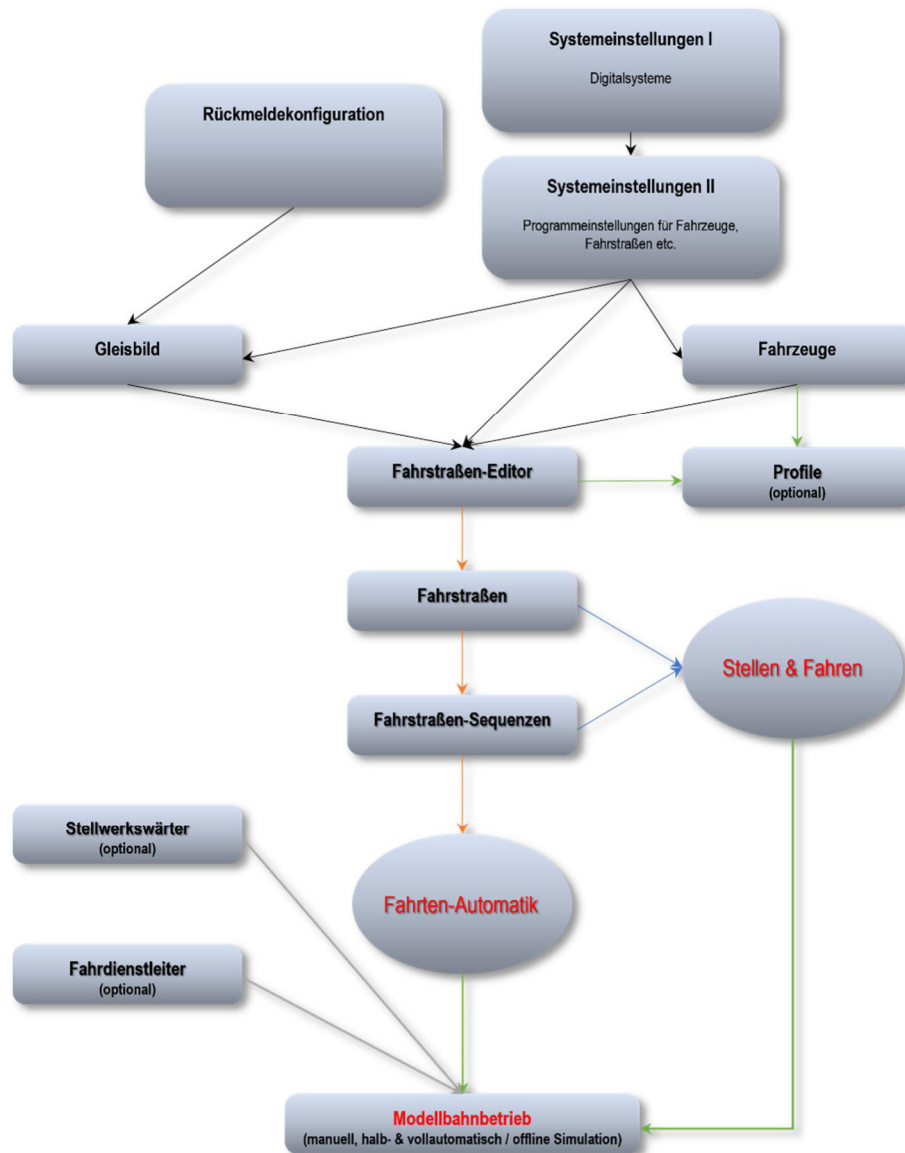 Systemeinstellungen I
Digitalsysteme
Rückmeldekonfiguration
Systemeinstellungen II
Programmeinstellungen für Fahrzeuge,
Fahrstraßen etc.
Gleisbild
Fahrzeuge
Fahrstraßen-Editor
Profile
(optional)
Fahrstraßen
Stellen & Fahren
Fahrstraßen-Sequenzen
Stellwerkswärter
(optional)
Fahrten-Automatik
Fahrdienstleiter
(optional)
Modellbahnbetrieb
(manuell, halb- & vollautomatisch / offline Simulation)